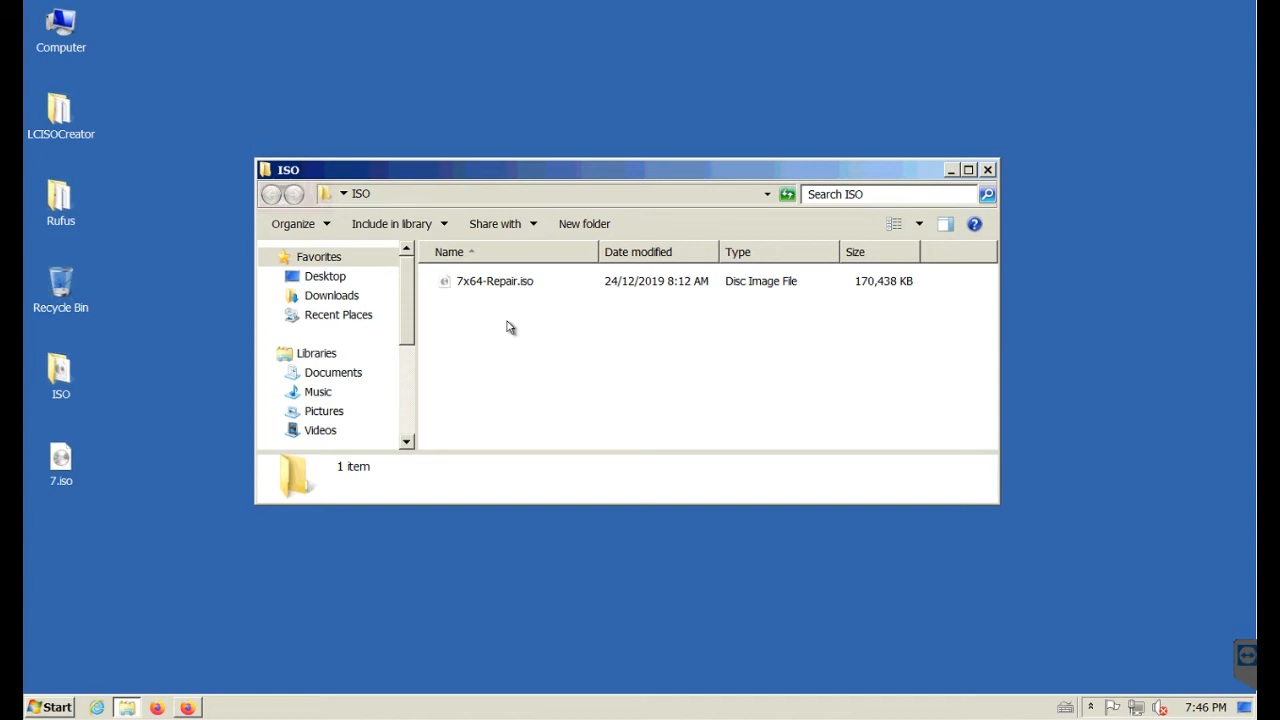 Computer
LCISOCreator
Rufus
Recycle Bin
ISO
7.iso
ISO
ISO
Search ISO
Organize
Include in library
Share with
New folder
Name
Date modified
Type
Size
7x64-Repair.iso
24/12/2019 8:12 AM
Disc Image File
170,438 KB
Favorites
Desktop
Downloads
Recent Places
Libraries
Documents
Music
Pictures
Videos
1 item
Start
7:46 PM